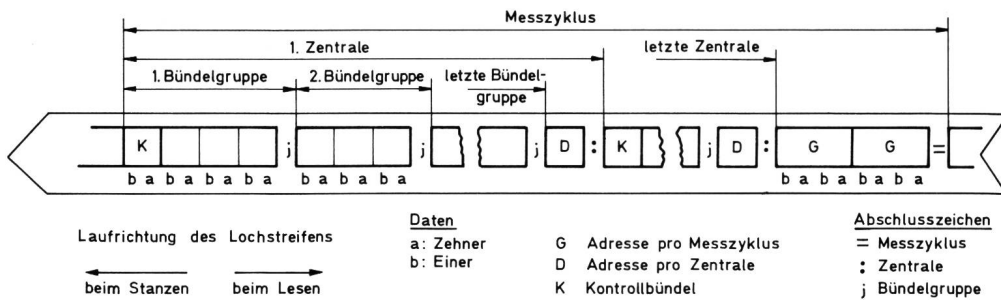 Messzyklus
1. Zentrale
letzte Zentrale
1. Bündelgruppe
2. Bündelgruppe
letzte Bündel-
gruppe
K j j j D : K j D : G G =
b a b a b a b a b a b a b a b a b a b a b a
Laufrichtung des Lochstreifens
beim Stanzen beim Lesen
Daten
a: Zehner
b: Einer
G Adresse pro Messzyklus
D Adresse pro Zentrale
K Kontrollbündel
Abschlusszeichen
= Messzyklus
: Zentrale
j Bündelgruppe